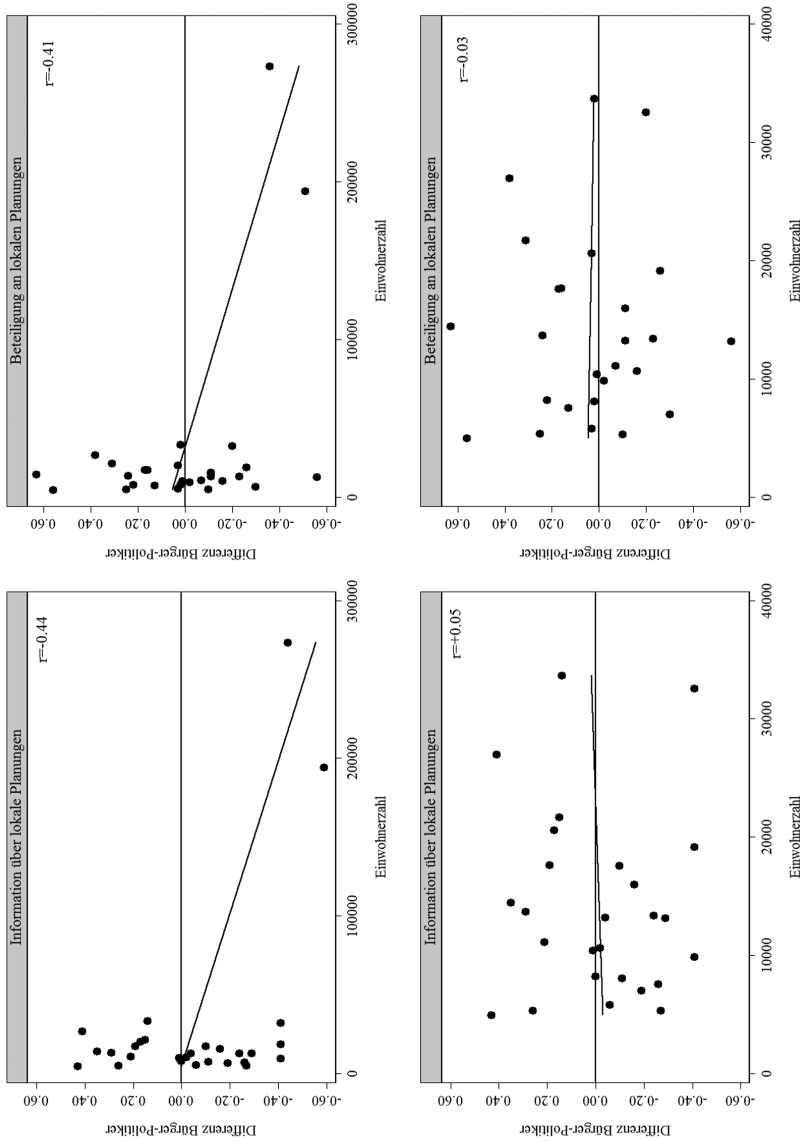 Information über lokale Planungen
r=-0.44
Differenz Bürger-Politiker
0.60
0.40
0.20
0.00
-0.20
-0.40
-0.60
0
100000
200000
300000
Einwohnerzahl
Beteiligung an lokalen Planungen
r=-0.41
Differenz Bürger-Politiker
0.60
0.40
0.20
0.00
-0.20
-0.40
-0.60
0
100000
200000
300000
Einwohnerzahl
Information über lokale Planungen
r=+0.05
Differenz Bürger-Politiker
0.60
0.40
0.20
0.00
-0.20
-0.40
-0.60
0
10000
20000
30000
40000
Einwohnerzahl
Beteiligung an lokalen Planungen
r=-0.03
Differenz Bürger-Politiker
0.60
0.40
0.20
0.00
-0.20
-0.40
-0.60
0
10000
20000
30000
40000
Einwohnerzahl